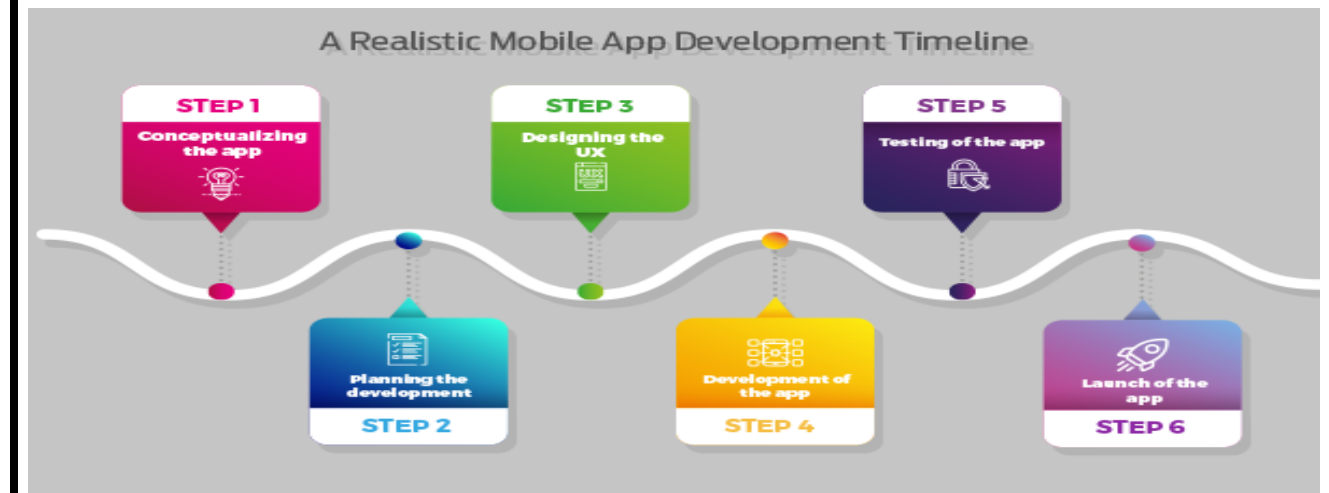 A Realistic Mobile App Development Timeline
STEP 1
Conceptualizing
the app
Planning the
development
STEP 2
STEP 3
Designing the
UX
UX
Development of
the app
STEP 4
STEP 5
Testing of the app
Launch of the
app
STEP 6